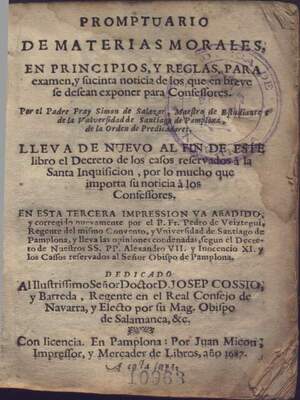 PROMPTUARIO
DE MATERIAS MORALES,
EN PRINCIPIOS, Y REGLAS, PARA
examen, y sucinta noticia de los que en breve
se desean exponer para Confessores.
Por el Padre Fray Simon de Salazar, Maestro de Estudiantes
de la Vniversidad de Santiago de Pamplona,
de la Orden de Predicadores.
LLEVA DE NUEVO AL FIN DE ESTE
libro el Decreto de los casos reservados à la
Santa Inquisicion, por lo mucho que
importa su noticia à los
Confessores.
EN ESTA TERCERA IMPRESSION VA AÑADIDO,
y corregido nuevamente por el P. Fr. Pedro de Veiztegui,
Regente del mismo Convento, y Vniversidad de Santiago de
Pamplona, y lleva las opiniones condenadas, segun el Decre-
to de Nuestros SS. PP. Alexandro VII. y Inocencio XI. y
los Casos reservados al Señor Obispo de Pamplona.
DEDICADO
Al Ilustrissimo Señor Doctor D. JOSEP COSSIO,
y Barreda, Regente en el Real Consejo de
Navarra, y Electo por su Mag. Obispo
de Salamanca, &c.
Con licencia. En Pamplona: Por Juan Micon,
Impressor, y Mercader de Libros, año 1687.
10963